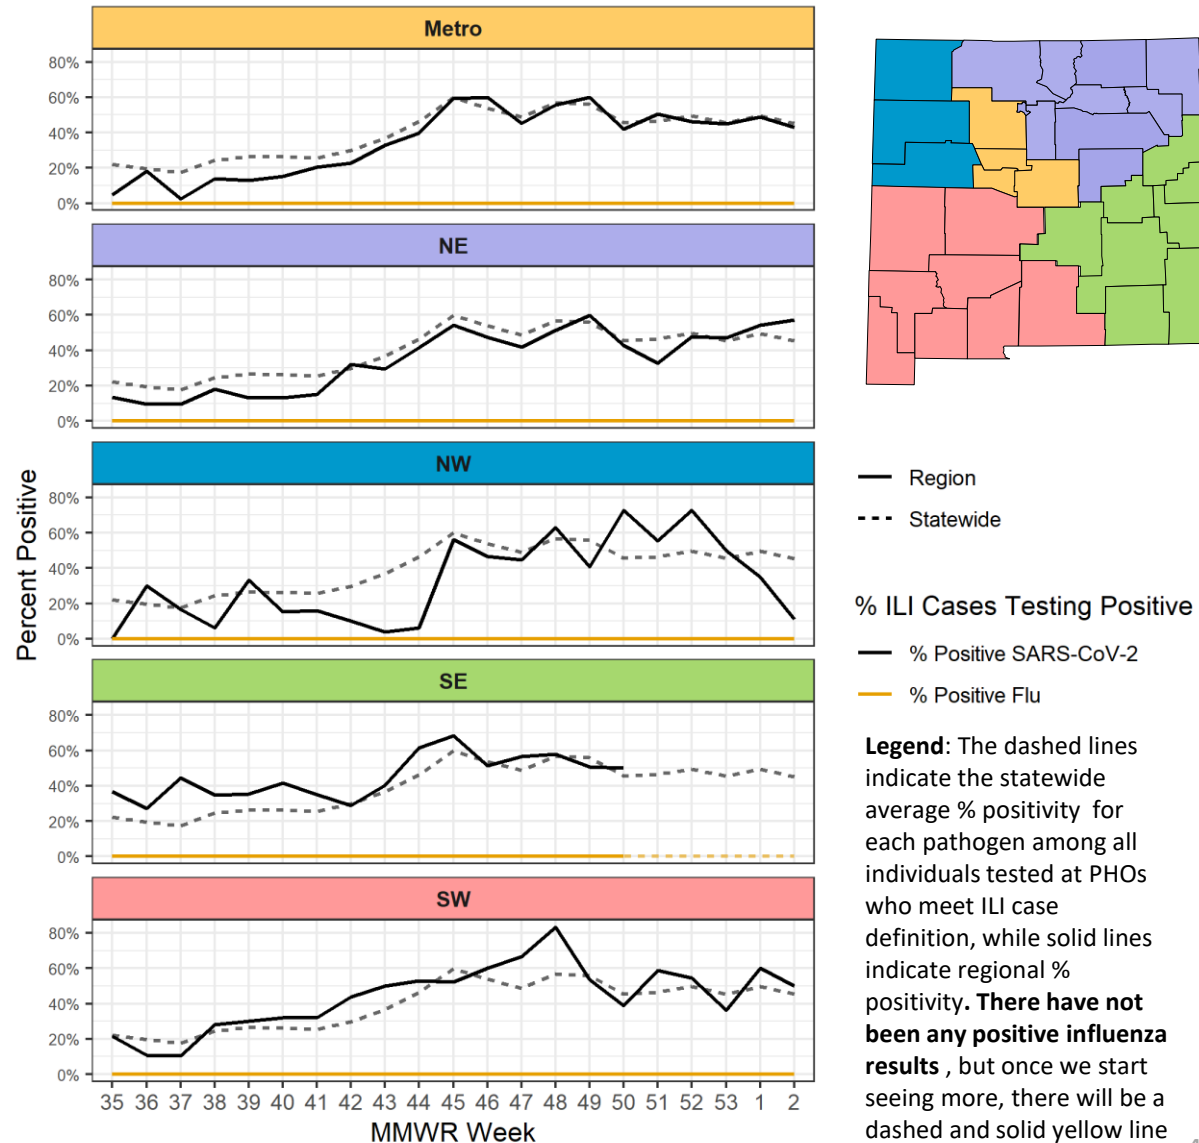 Metro
80%
60%
40%
20%
0%
NE
80%
60%
40%
20%
0%
NW
80%
60%
40%
20%
0%
SE
80%
60%
40%
20%
0%
SW
80%
60%
40%
20%
0%
35 36 37 38 39 40 41 42 43 44 45 46 47 48 49 50 51 52 53 1 2
MMWR Week
Percent Positive
Region
Statewide
% ILI Cases Testing Positive
% Positive SARS-CoV-2
% Positive Flu
Legend: The dashed lines
indicate the statewide
average % positivity for
each pathogen among all
individuals tested at PHOs
who meet ILI case
definition, while solid lines
indicate regional %
positivity. There have not
been any positive influenza
results , but once we start
seeing more, there will be a
dashed and solid yellow line